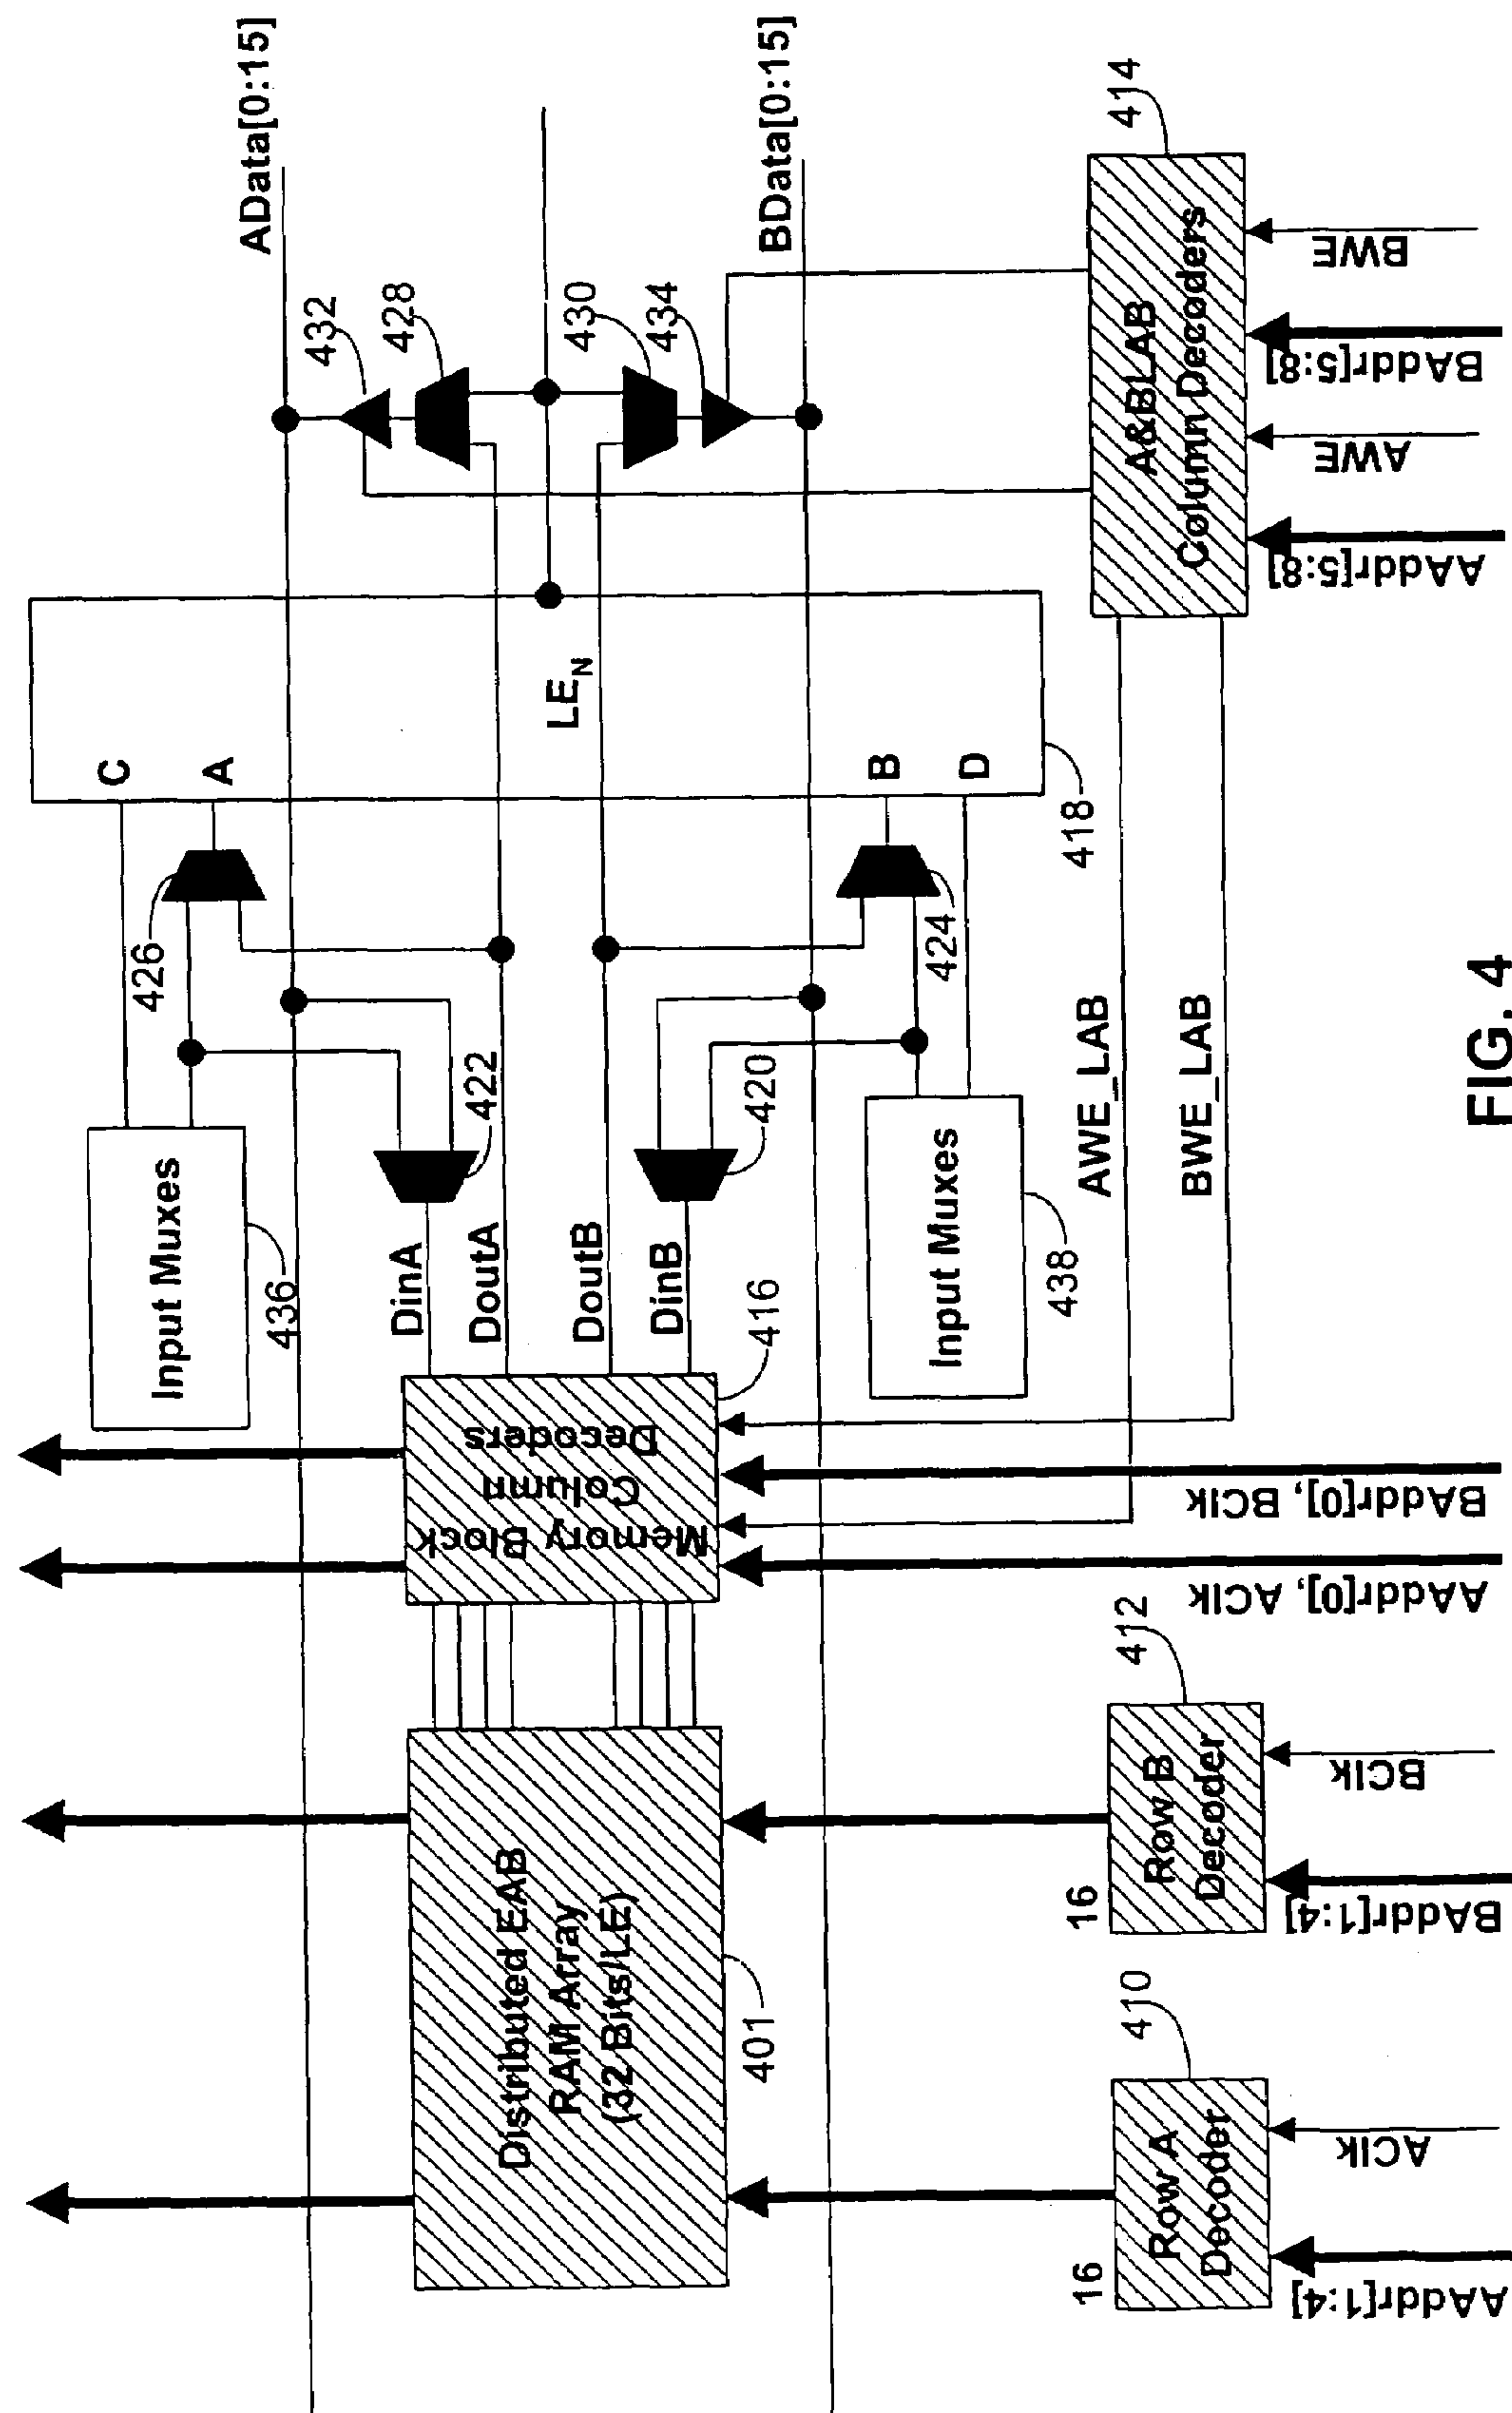 AData[0:15]
432
428
430
434
BData[0:15]
414
A&BLAB
Column Decoders
BWE
BAddr[5:8]
AWE
AAddr[5:8]
C
A
LEN
B
D
418
426
424
422
420
AWE_LAB
BWE_LAB
Input Muxes
436
DinA
DoutA
DoutB
DinB
416
Input Muxes
438
Memory Block
Column
Decoders
BAddr[0], BClk
AAddr[0], AClk
Distributed EAB
RAM Array
(32 Bits/LE)
401
412
Row B
Decoder
16
BClk
BAddr[1:4]
410
Row A
Decoder
16
AClk
AAddr[1:4]
FIG. 4